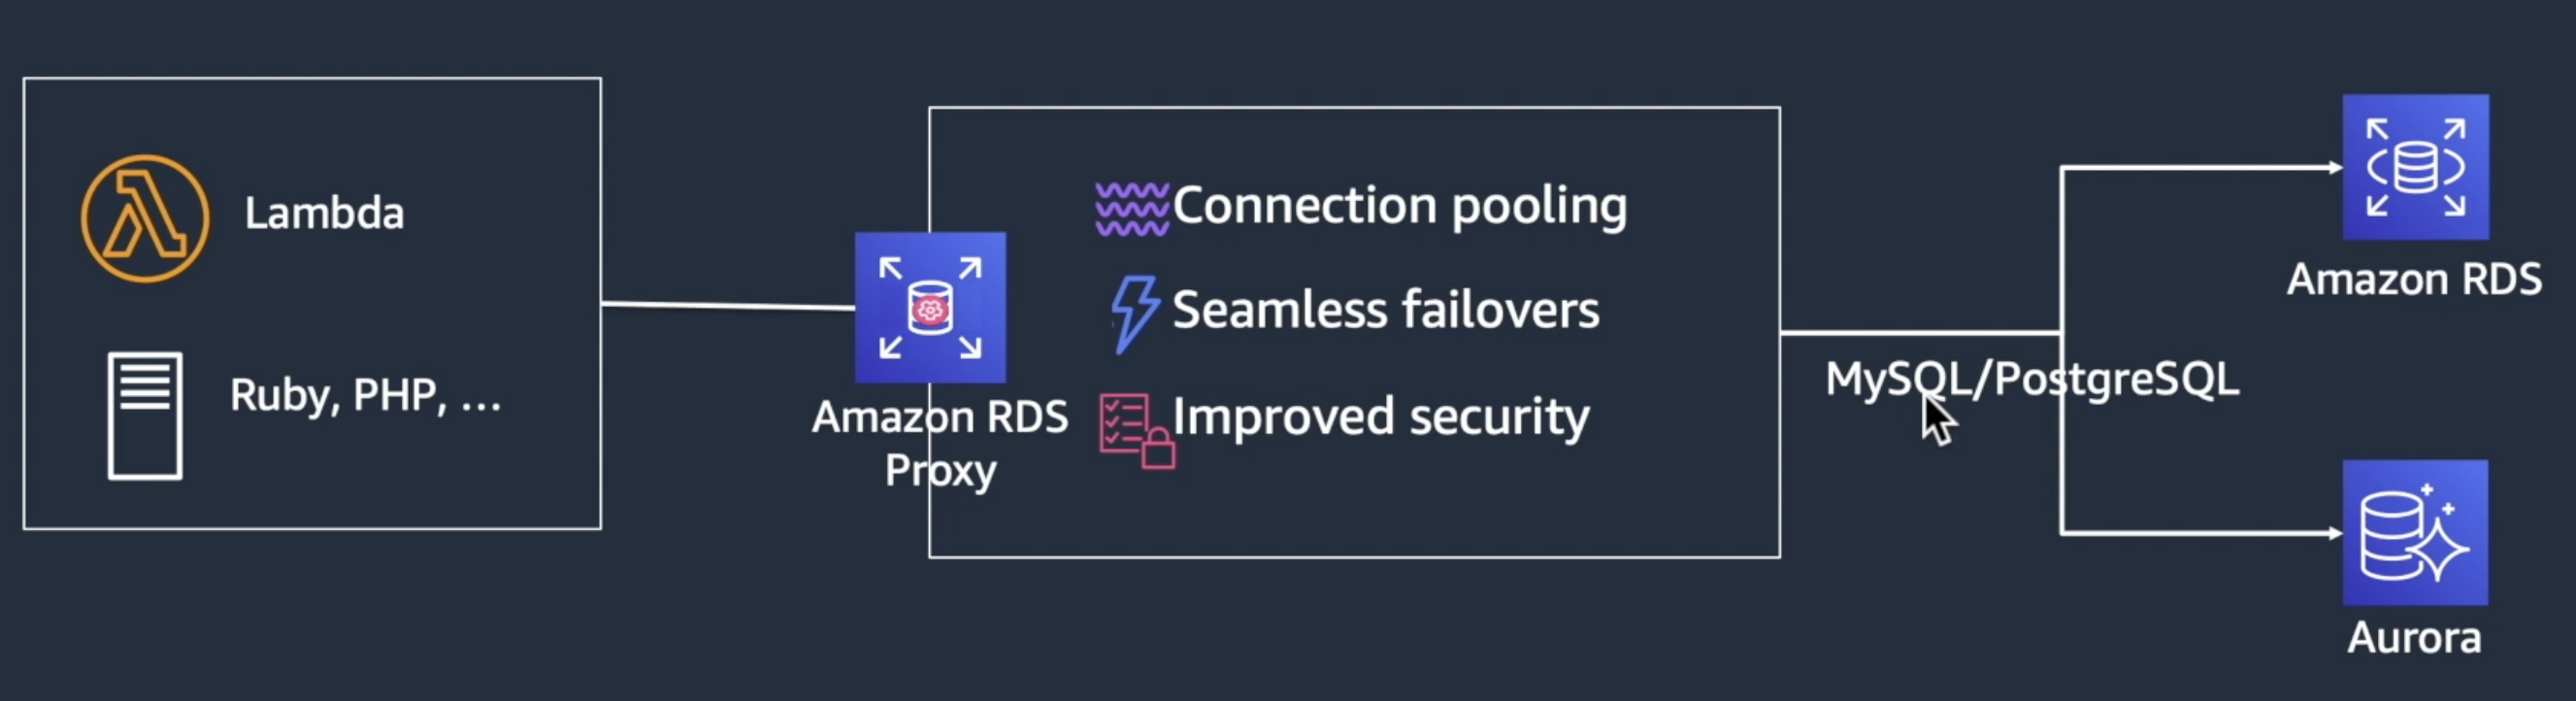 Lambda
Ruby, PHP, ...
Amazon RDS
Proxy
Connection pooling
Seamless failovers
Improved security
MySQL/PostgreSQL
Amazon RDS
Aurora